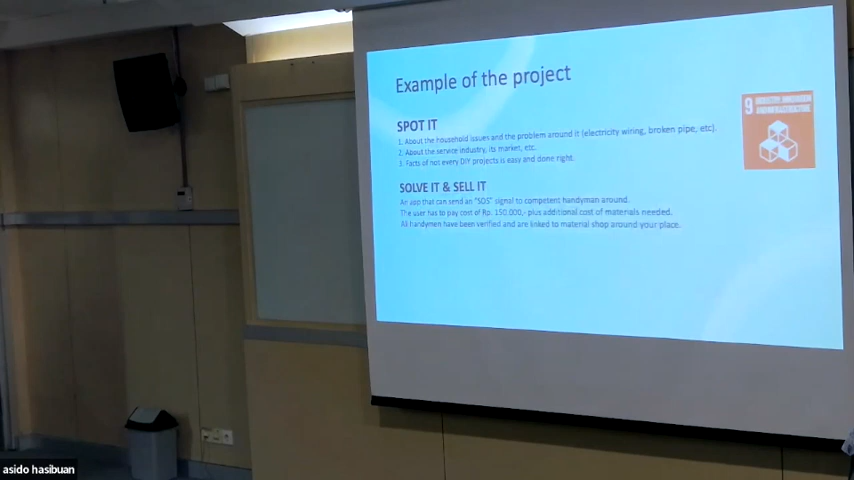 Example of the project
SPOT IT
1. About the household issues and the problem around it (electricity wiring, broken pipe, etc).
2. About the service industry, its market, etc.
3. Facts of not every DIY projects is easy and done right.
SOLVE IT & SELL IT
An app that can send an "SOS" signal to competent handyman around.
The user has to pay cost of Rp. 150.000,- plus additional cost of materials needed.
All handymen have been verified and are linked to material shop around your place.
9 INDUSTRY, INNOVATION
AND INFRASTRUCTURE
asido hasibuan